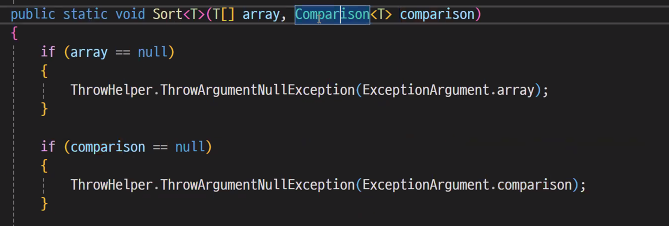 public static void Sort<T>(T[] array, Comparison<T> comparison)
{
if (array == null)
{
ThrowHelper.ThrowArgumentNullException(ExceptionArgument.array);
}
if (comparison == null)
{
ThrowHelper.ThrowArgumentNullException(ExceptionArgument.comparison);
}